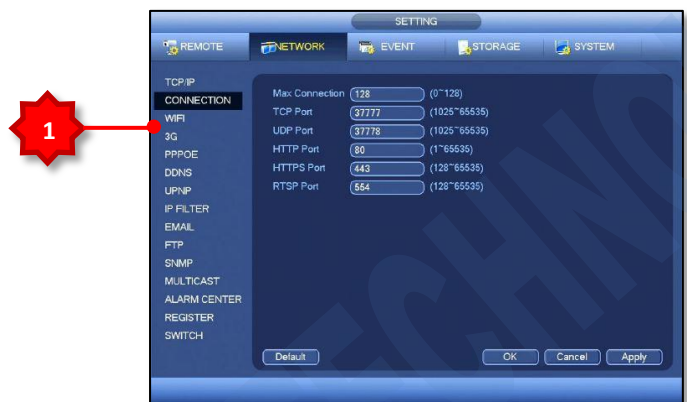 SETTING
REMOTE NETWORK EVENT STORAGE SYSTEM
TCP/IP
CONNECTION
WIFI
3G
PPPOE
DDNS
UPNP
IP FILTER
EMAIL
FTP
SNMP
MULTICAST
ALARM CENTER
REGISTER
SWITCH
Max Connection 128 (0~128)
TCP Port 37777 (1025~65535)
UDP Port 37778 (1025~65535)
HTTP Port 80 (1~65535)
HTTPS Port 443 (128~65535)
RTSP Port 554 (128~65535)
Default OK Cancel Apply
1
TECHNO